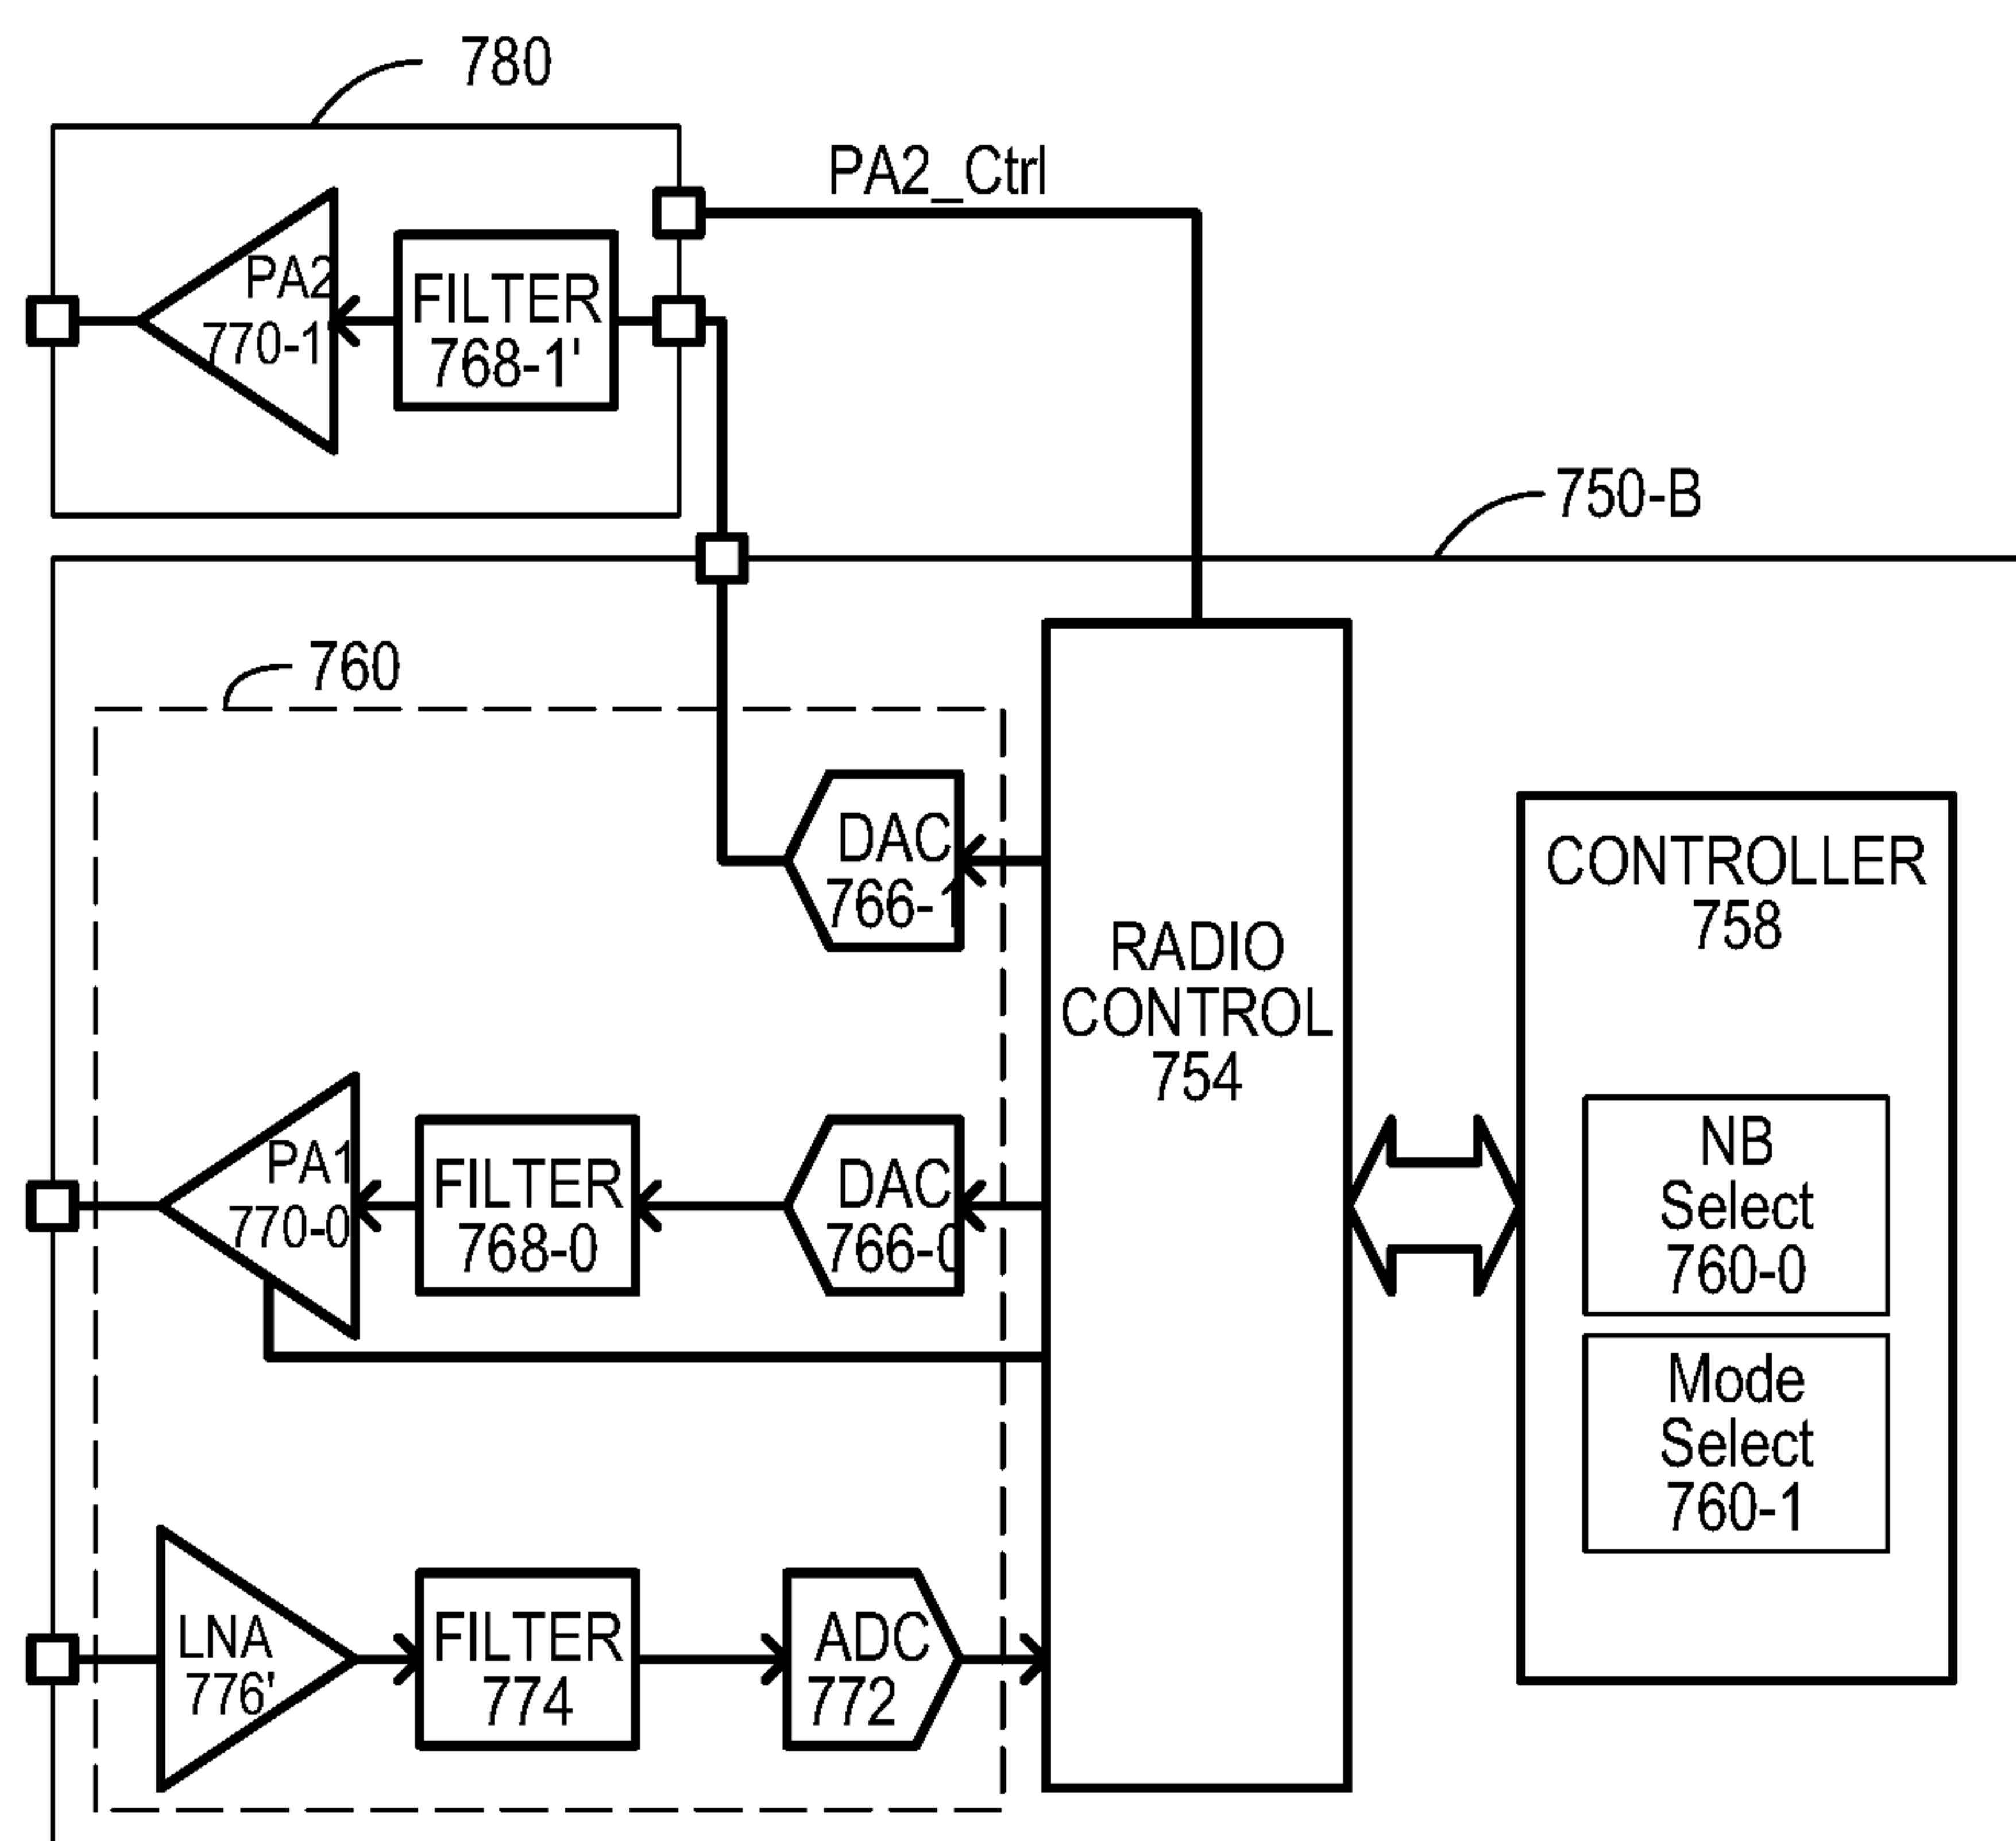 780
PA2_Ctrl
PA2
770-1
FILTER
768-1'
750-B
760
DAC
766-1
RADIO
CONTROL
754
CONTROLLER
758
PA1
770-0
FILTER
768-0
DAC
766-0
NB
Select
760-0
Mode
Select
760-1
LNA
776'
FILTER
774
ADC
772